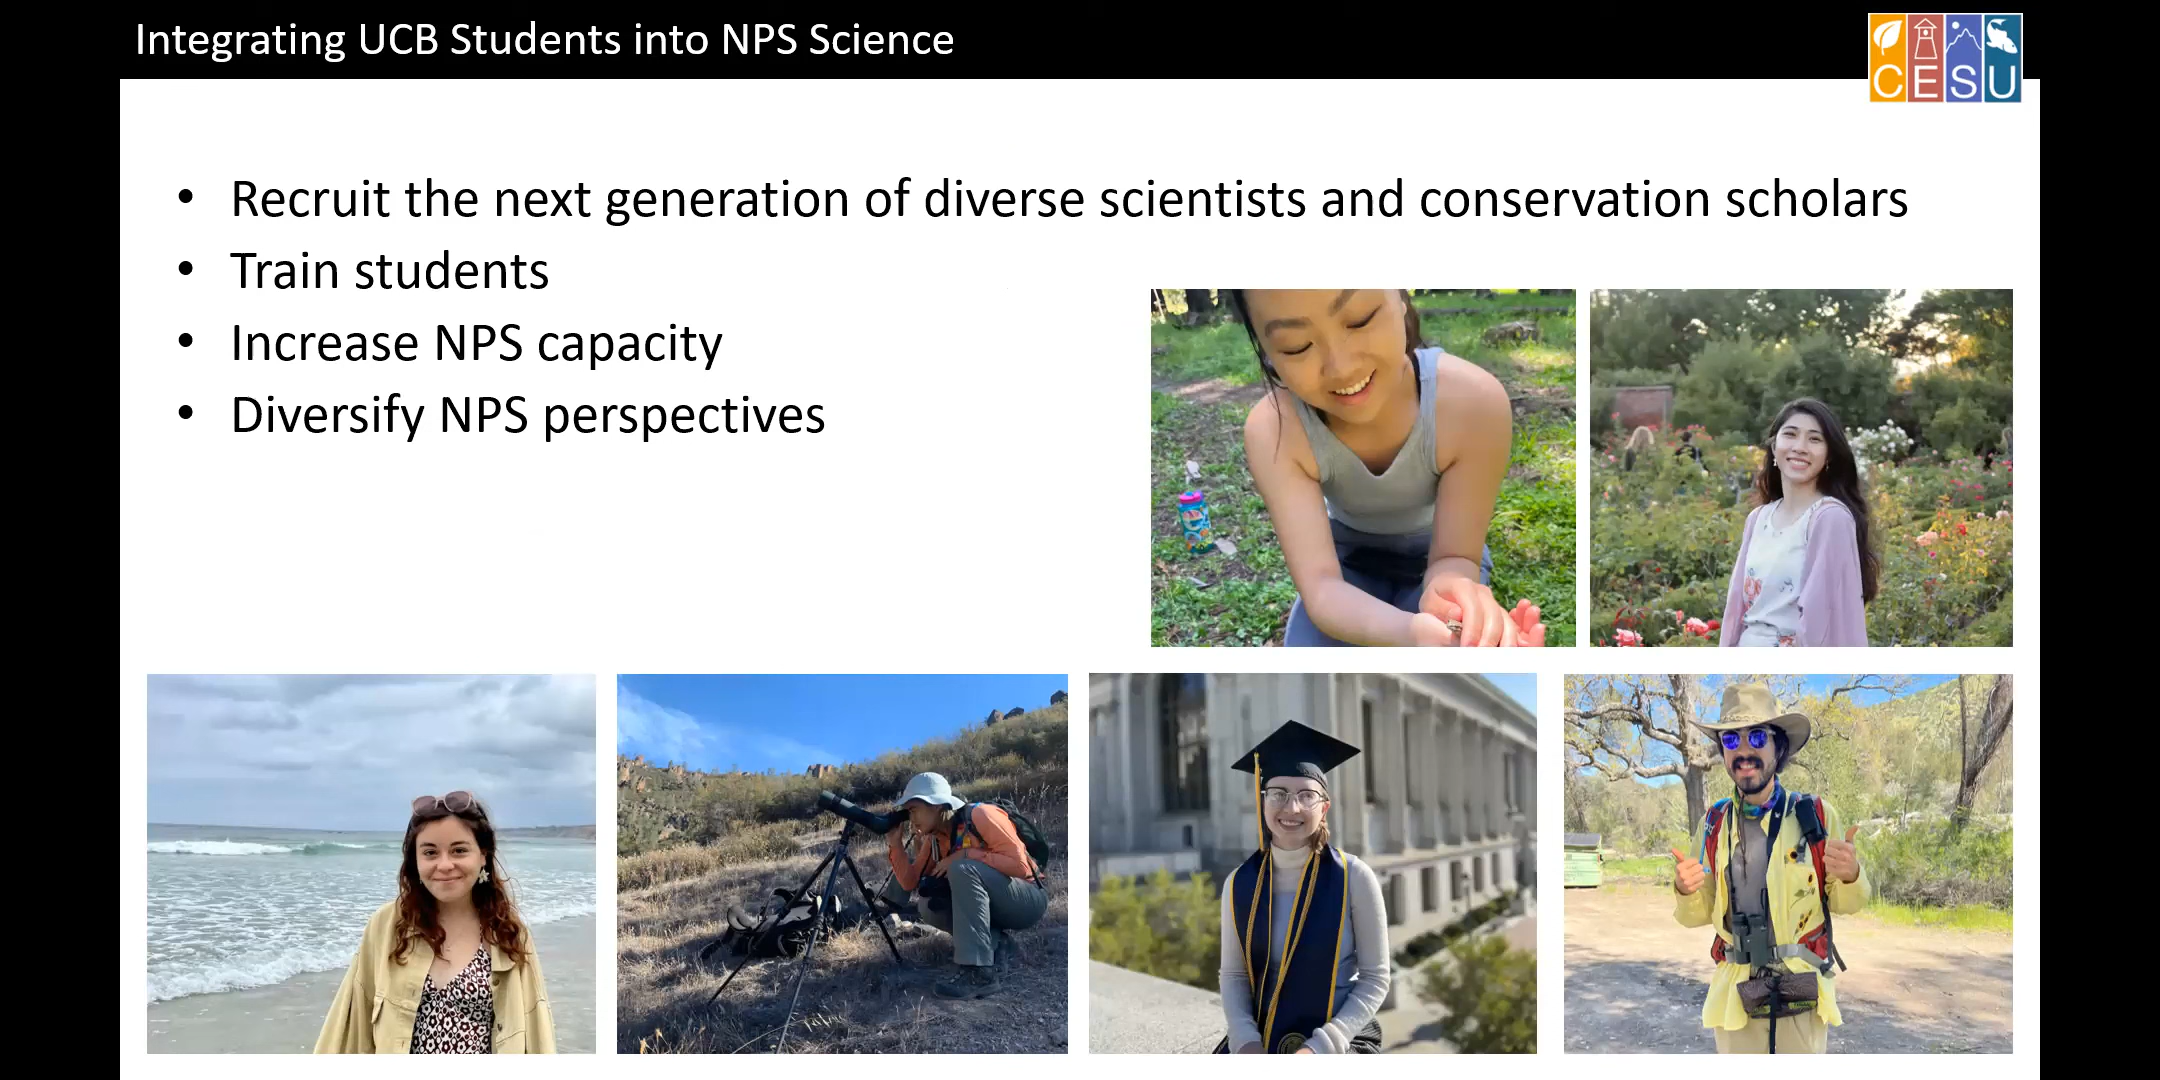 Integrating UCB Students into NPS Science
CESU
• Recruit the next generation of diverse scientists and conservation scholars
• Train students
• Increase NPS capacity
• Diversify NPS perspectives